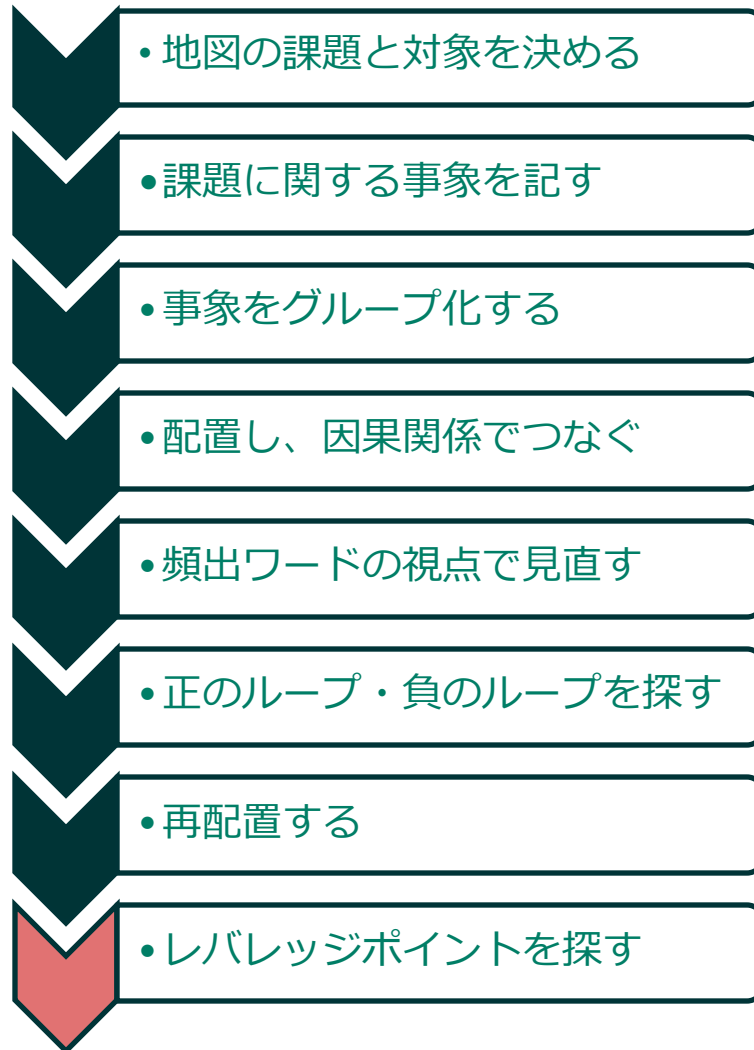 •地図の課題と対象を決める
•課題に関する事象を記す
•事象をグループ化する
•配置し、因果関係でつなぐ
•頻出ワードの視点で見直す
•正のループ・負のループを探す
•再配置する
•レバレッジポイントを探す